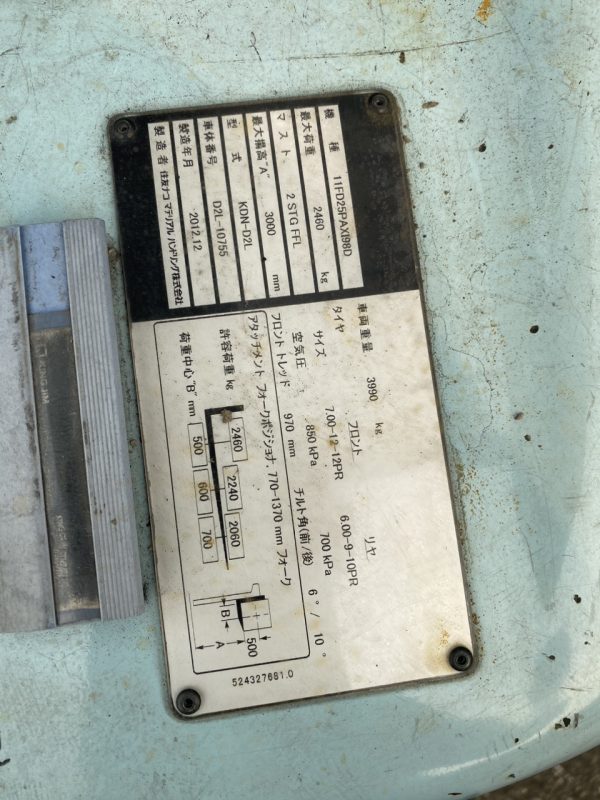 機種 11FD25PAXI98D
最大荷重 2460 kg
マスト 2 STG FFL
最大揚高"A" 3000 mm
型式 KDN-D2L
車体番号 D2L-10755
製造年月 2012.12
製造者 住友ナコ マテリアル ハンドリング株式会社
車両重量 3990 kg
タイヤ フロント リヤ
サイズ 7.00-12-12PR 6.00-9-10PR
空気圧 850 kPa 700 kPa
フロント トレッド 970 mm チルト角(前/後) 6°/ 10°
アタッチメント フォークポジショナ, 770-1370 mm フォーク
許容荷重 kg 2460 2240 2060
荷重中心 "B" mm 500 600 700
500
A
B
524327681.0
KING JIM